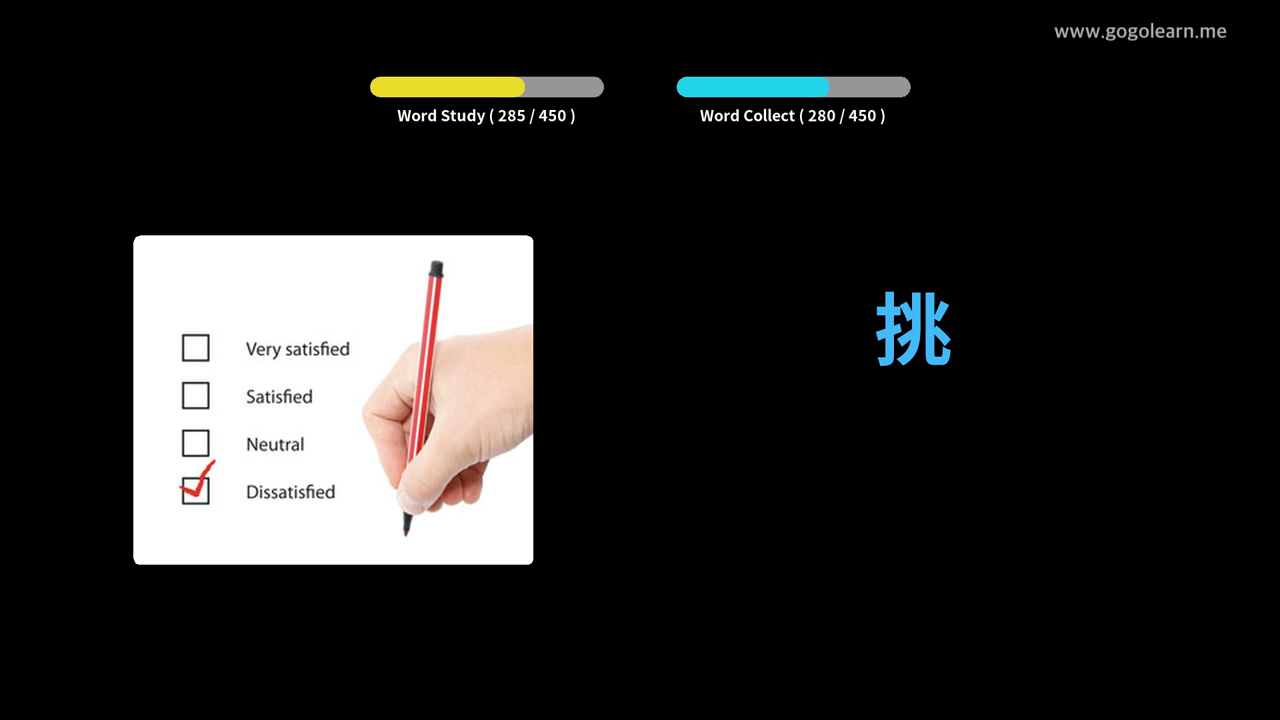 www.gogolearn.me
Word Study ( 285 / 450 )
Word Collect ( 280 / 450 )
挑
Very satisfied
Satisfied
Neutral
Dissatisfied